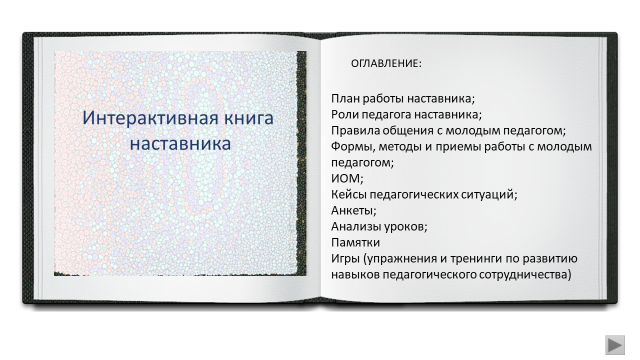 Интерактивная книга
наставника
ОГЛАВЛЕНИЕ:
План работы наставника;
Роли педагога наставника;
Правила общения с молодым педагогом;
Формы, методы и приемы работы с молодым
педагогом;
ИОМ;
Кейсы педагогических ситуаций;
Анкеты;
Анализы уроков;
Памятки
Игры (упражнения и тренинги по развитию
навыков педагогического сотрудничества)